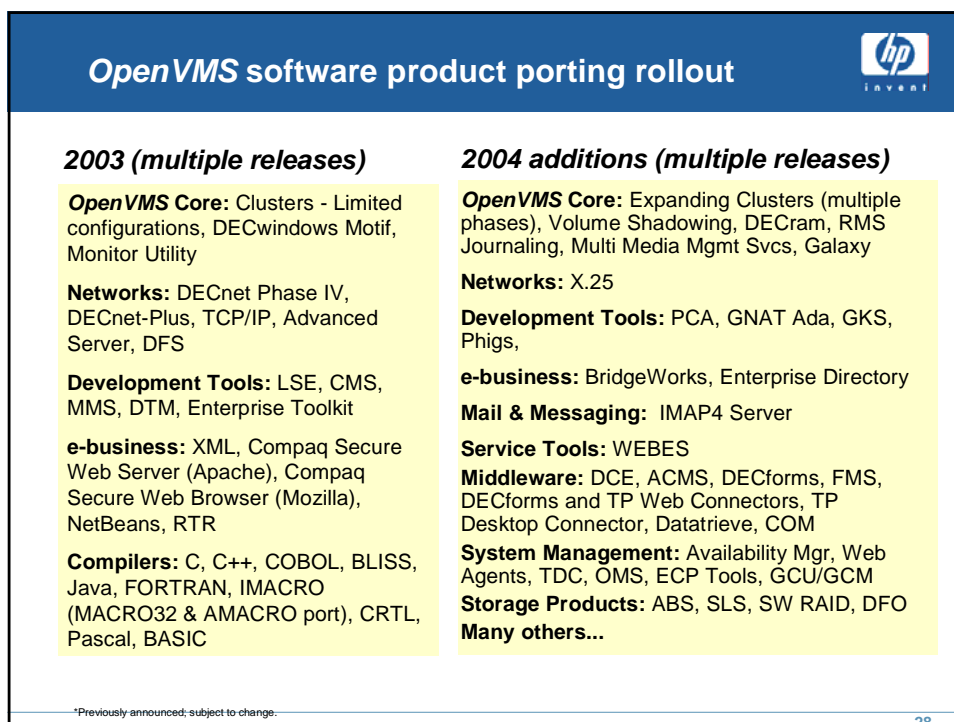 OpenVMS software product porting rollout
hp
invent
2003 (multiple releases)
OpenVMS Core: Clusters - Limited
configurations, DECwindows Motif,
Monitor Utility
Networks: DECnet Phase IV,
DECnet-Plus, TCP/IP, Advanced
Server, DFS
Development Tools: LSE, CMS,
MMS, DTM, Enterprise Toolkit
e-business: XML, Compaq Secure
Web Server (Apache), Compaq
Secure Web Browser (Mozilla),
NetBeans, RTR
Compilers: C, C++, COBOL, BLISS,
Java, FORTRAN, IMACRO
(MACRO32 & AMACRO port), CRTL,
Pascal, BASIC
2004 additions (multiple releases)
OpenVMS Core: Expanding Clusters (multiple
phases), Volume Shadowing, DECram, RMS
Journaling, Multi Media Mgmt Svcs, Galaxy
Networks: X.25
Development Tools: PCA, GNAT Ada, GKS,
Phigs,
e-business: BridgeWorks, Enterprise Directory
Mail & Messaging: IMAP4 Server
Service Tools: WEBES
Middleware: DCE, ACMS, DECforms, FMS,
DECforms and TP Web Connectors, TP
Desktop Connector, Datatrieve, COM
System Management: Availability Mgr, Web
Agents, TDC, OMS, ECP Tools, GCU/GCM
Storage Products: ABS, SLS, SW RAID, DFO
Many others...
*Previously announced; subject to change.
28